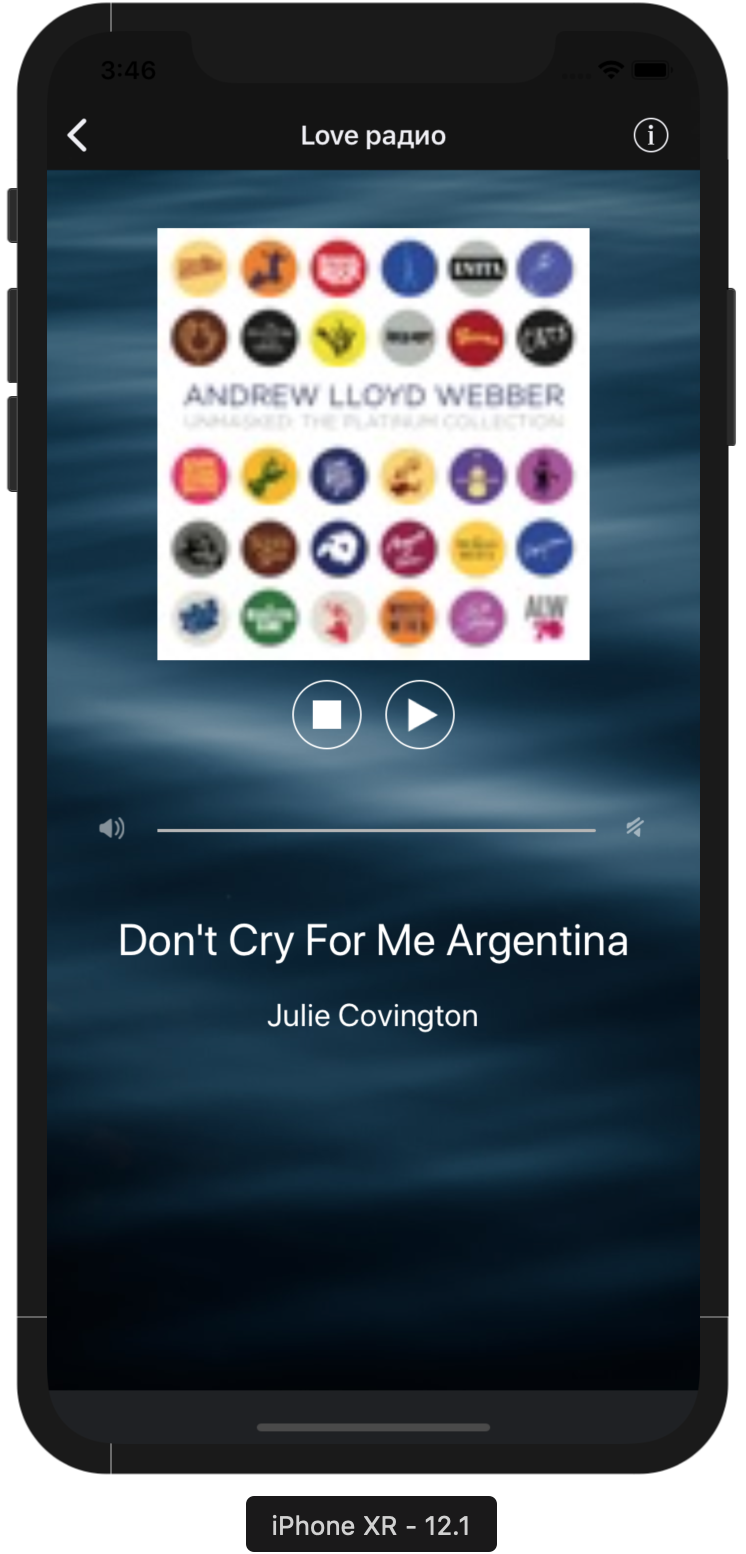 3:46
Love радио
EVITA
CATS
ANDREW LLOYD WEBBER
UNMASKED: THE PLATINUM COLLECTION
ALW
70
Don't Cry For Me Argentina
Julie Covington
iPhone XR - 12.1